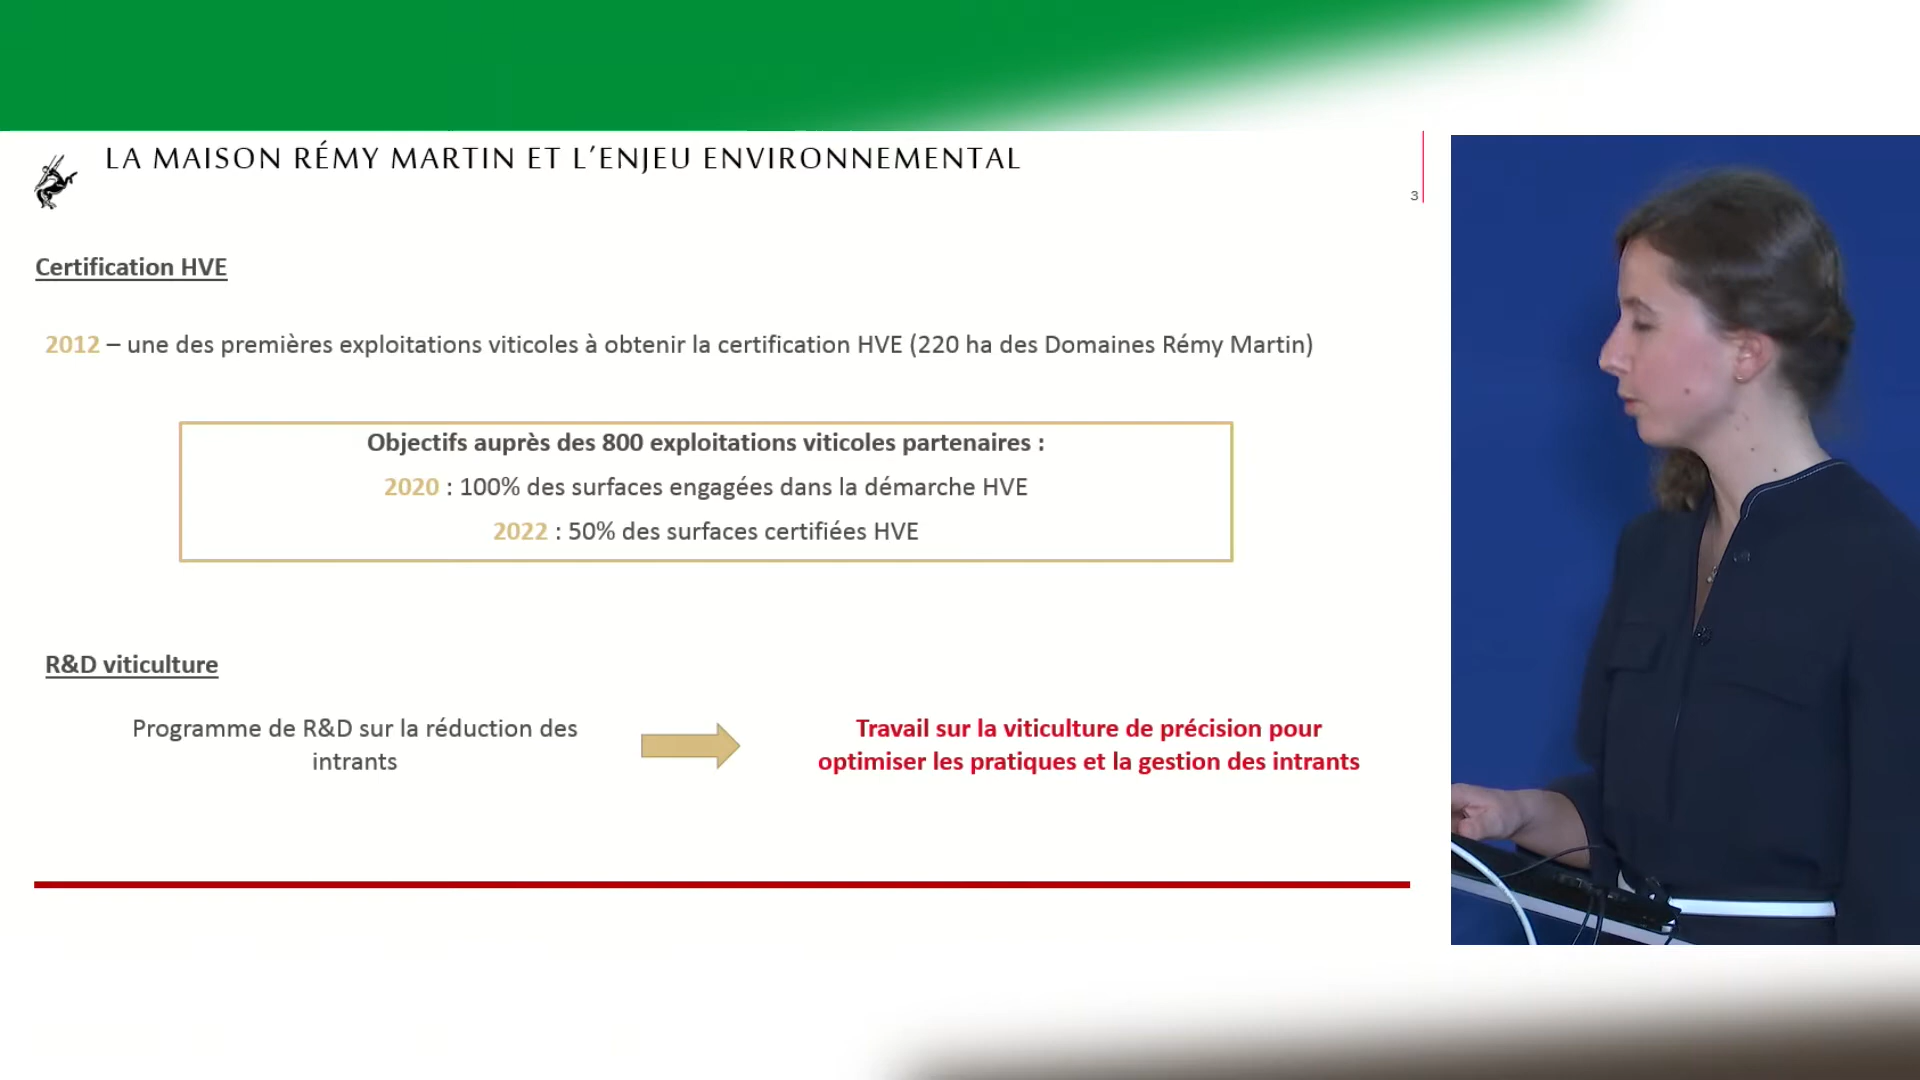 LA MAISON RÉMY MARTIN ET L'ENJEU ENVIRONNEMENTAL
3
Certification HVE
2012 – une des premières exploitations viticoles à obtenir la certification HVE (220 ha des Domaines Rémy Martin)
Objectifs auprès des 800 exploitations viticoles partenaires :
2020 : 100% des surfaces engagées dans la démarche HVE
2022 : 50% des surfaces certifiées HVE
R&D viticulture
Programme de R&D sur la réduction des
intrants
Travail sur la viticulture de précision pour
optimiser les pratiques et la gestion des intrants